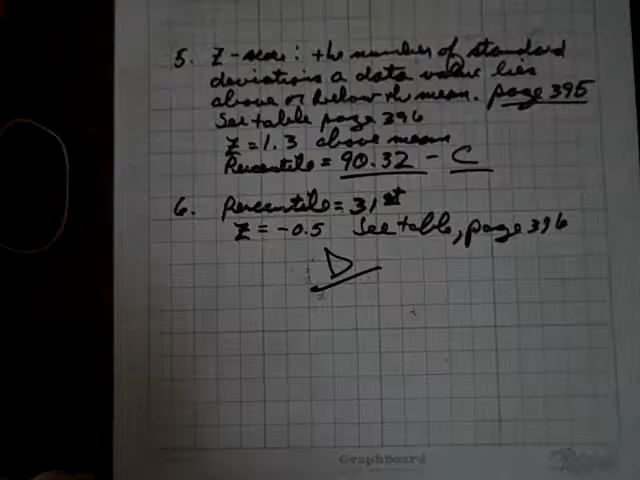 5. Z-score: the number of standard
deviations a data value lies
above or below the mean. page 395
See table page 396
Z = 1.3 above mean
Percentile = 90.32 - C
6. Percentile = 31st
Z = -0.5 See table, page 396
D
Graphboard